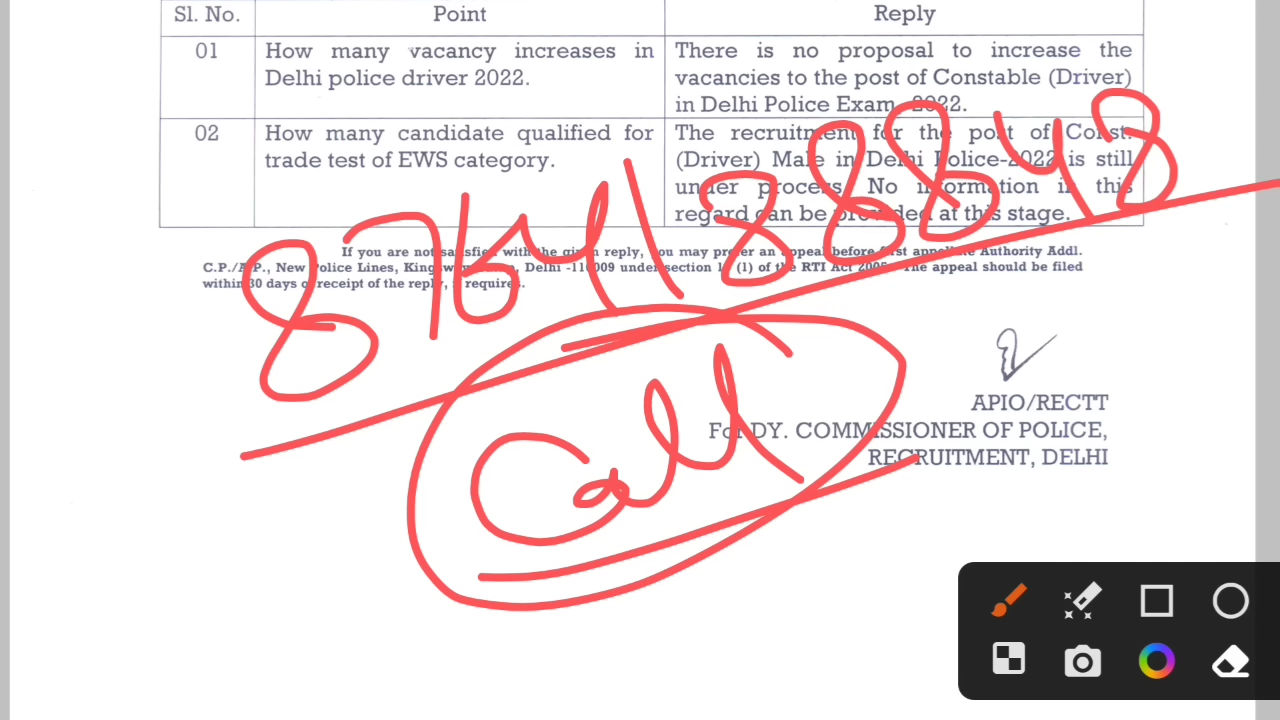 Sl. No. Point Reply
01 How many vacancy increases in There is no proposal to increase the
Delhi police driver 2022. vacancies to the post of Constable (Driver)
in Delhi Police Exam. 2022.
02 How many candidate qualified for The recruitment for the post of Const.
trade test of EWS category. (Driver) Male in Delhi Police-2022 is still
under process. No information in this
regard can be provided at this stage.
8764138848
If you are not satisfied with the given reply, you may prefer an appeal before first appellate Authority Addl.
C.P./A.P., New Police Lines, Kingsway Camp, Delhi -110009 under section 19 (1) of the RTI Act 2005. The appeal should be filed
within 30 days of receipt of the reply, if required.
Call
APIO/RECTT
For DY. COMMISSIONER OF POLICE,
RECRUITMENT, DELHI